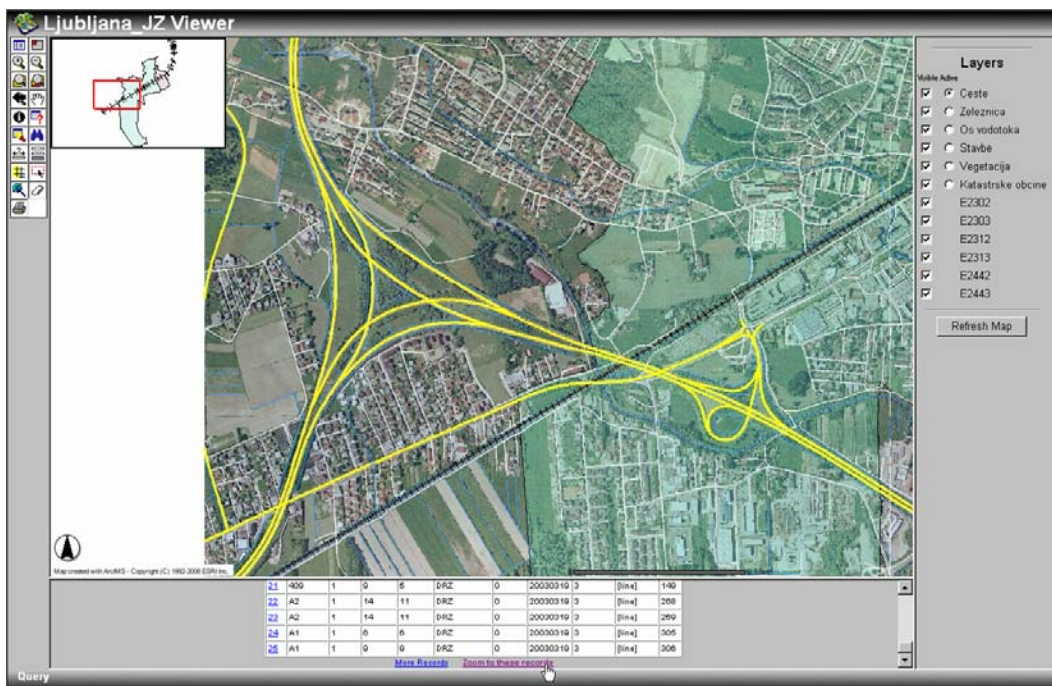 Ljubljana_JZ Viewer
Layers
Visible Active
Ceste
Zeleznica
Os vodotoka
Stavbe
Vegetacija
Katastrske obcine
E2302
E2303
E2312
E2313
E2442
E2443
Refresh Map
Map created with ArcIMS - Copyright (C) 1992-2006 ESRI Inc.
21 409 1 9 5 DRZ 0 20030319 3 [line] 149
22 A2 1 14 11 DRZ 0 20030319 3 [line] 268
23 A2 1 14 11 DRZ 0 20030319 3 [line] 269
24 A1 1 6 6 DRZ 0 20030319 3 [line] 305
25 A1 1 9 9 DRZ 0 20030319 3 [line] 306
More Records Zoom to these records
Query